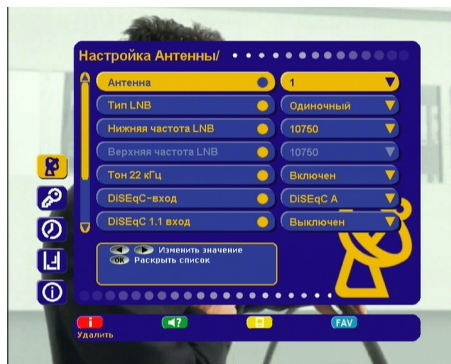 Настройка Антенны/
Антенна 1
Тип LNB Одиночный
Нижняя частота LNB 10750
Верхняя частота LNB 10750
Тон 22 кГц Включен
DiSEqC-вход DiSEqC A
DiSEqC 1.1 вход Выключен
Изменить значение
OK Раскрыть список
i ? FAV
Удалить